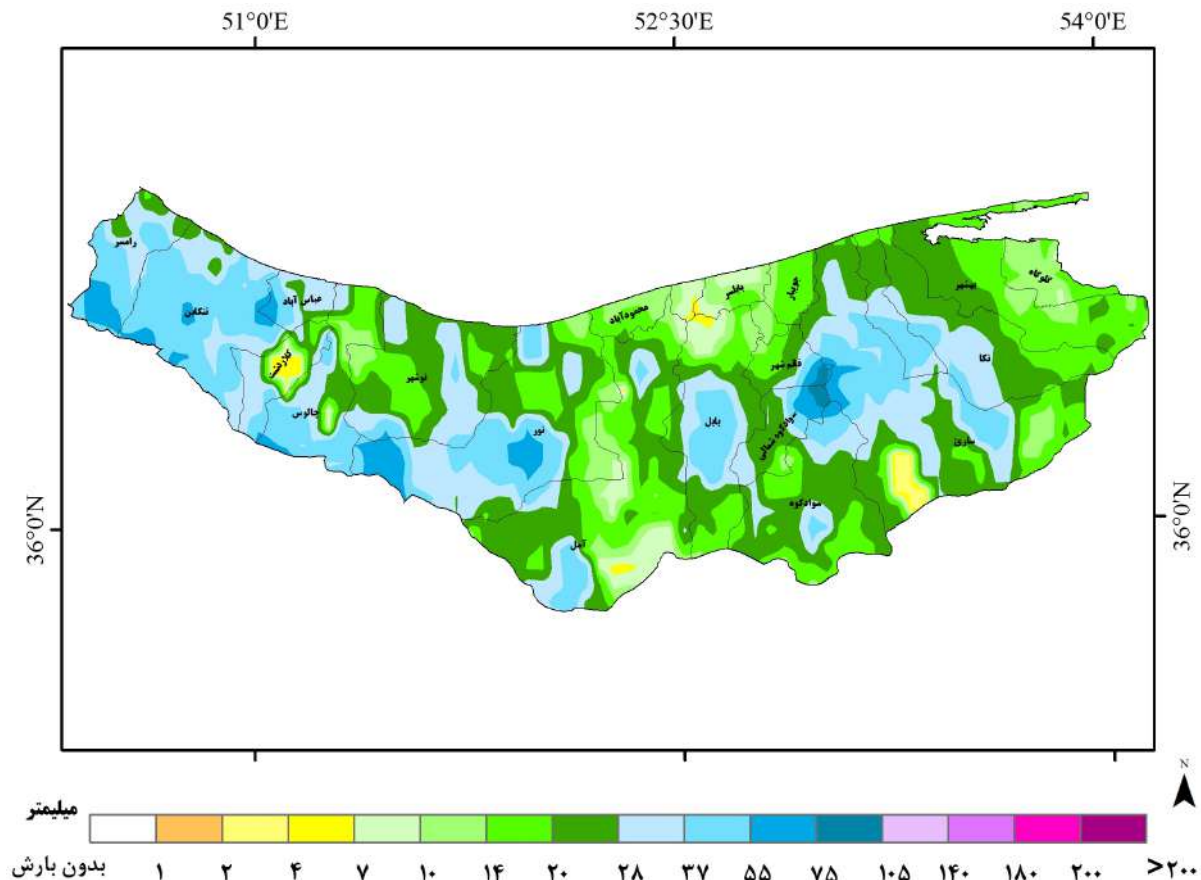 51°0'E 52°30'E 54°0'E
رامسر
تنکابن
عباس آباد
کلاردشت
چالوس
نوشهر
نور
آمل
محمودآباد
بابلسر
جویبار
بابل
قائم شهر
سوادکوه شمالی
سوادکوه
بهشهر
گلوگاه
نکا
ساری
36°0'N 36°0'N
N
میلیمتر
بدون بارش ۱ ۲ ۴ ۷ ۱۰ ۱۴ ۲۰ ۲۸ ۳۷ ۵۵ ۷۵ ۱۰۵ ۱۴۰ ۱۸۰ ۲۰۰ >۲۰۰